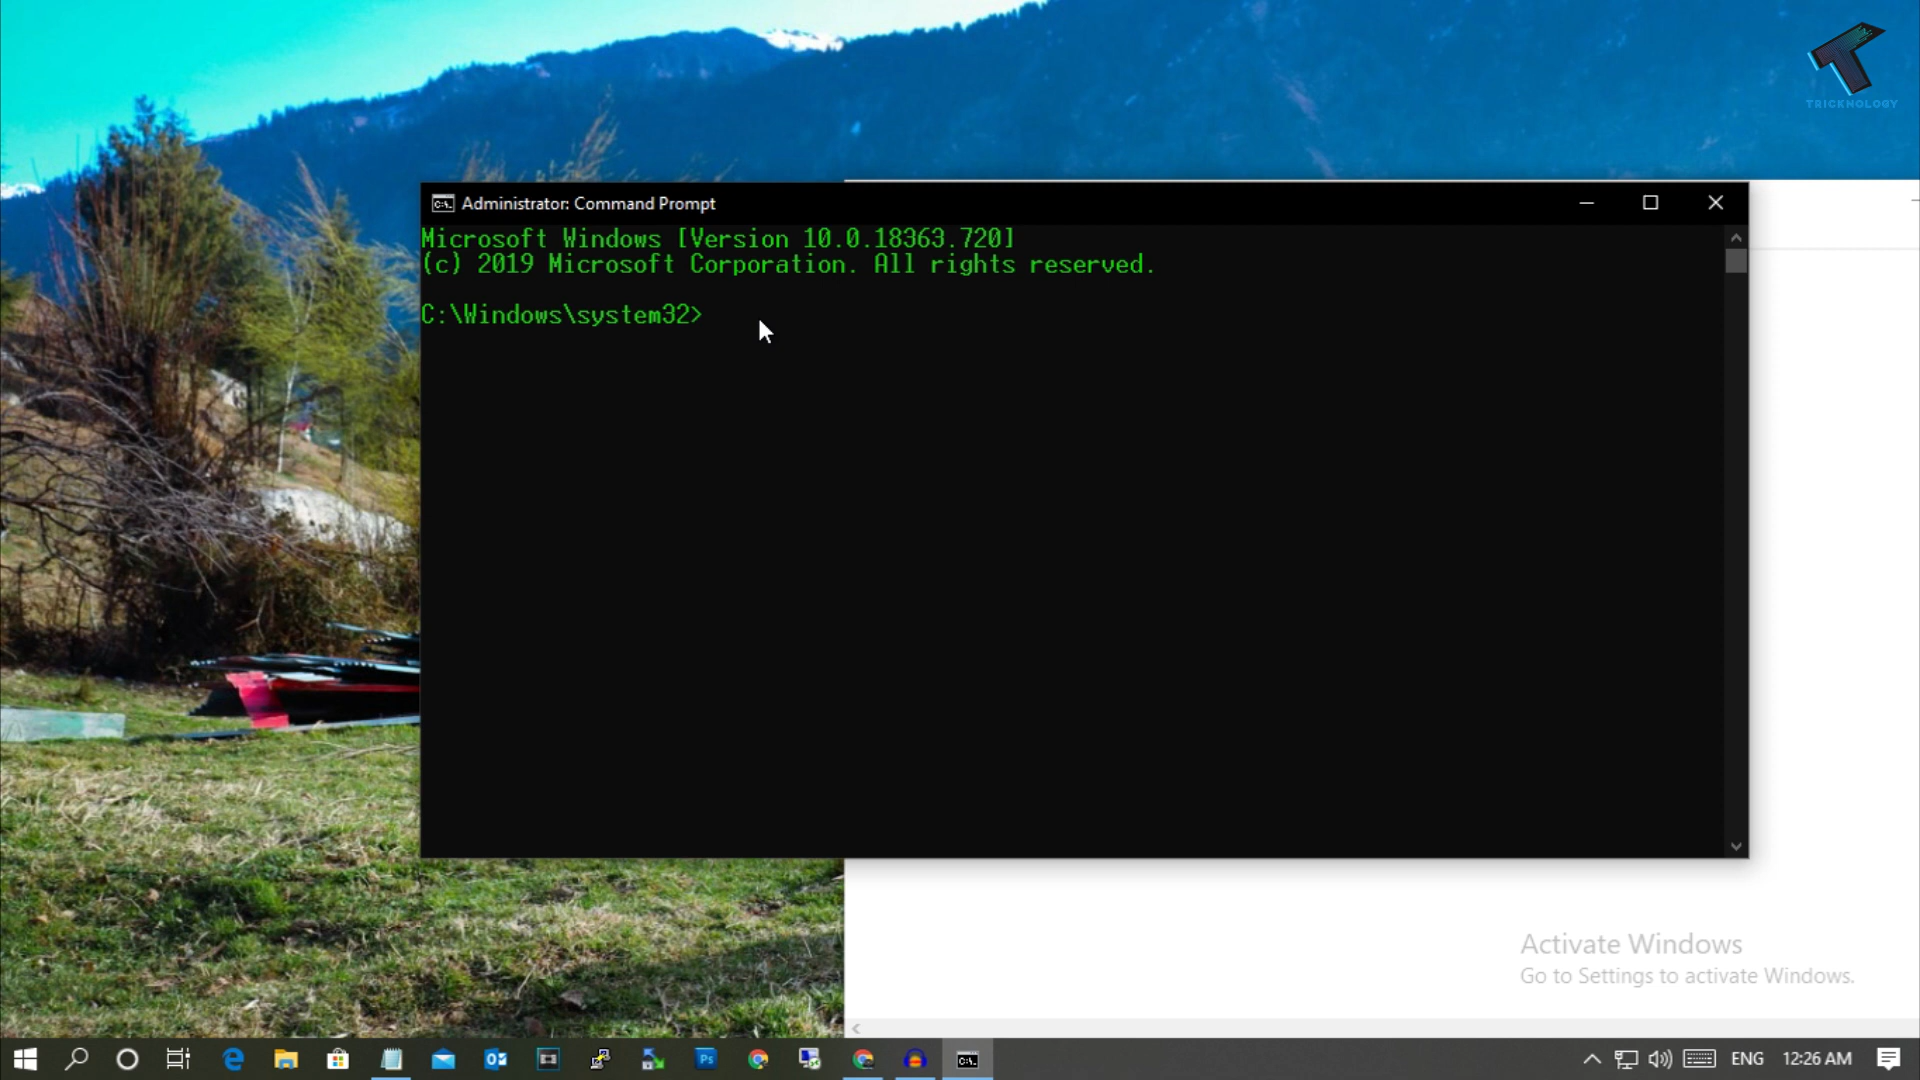 TRICKNOLOGY
Administrator: Command Prompt
Microsoft Windows [Version 10.0.18363.720]
(c) 2019 Microsoft Corporation. All rights reserved.
C:\Windows\system32>
Activate Windows
Go to Settings to activate Windows.
ENG 12:26 AM